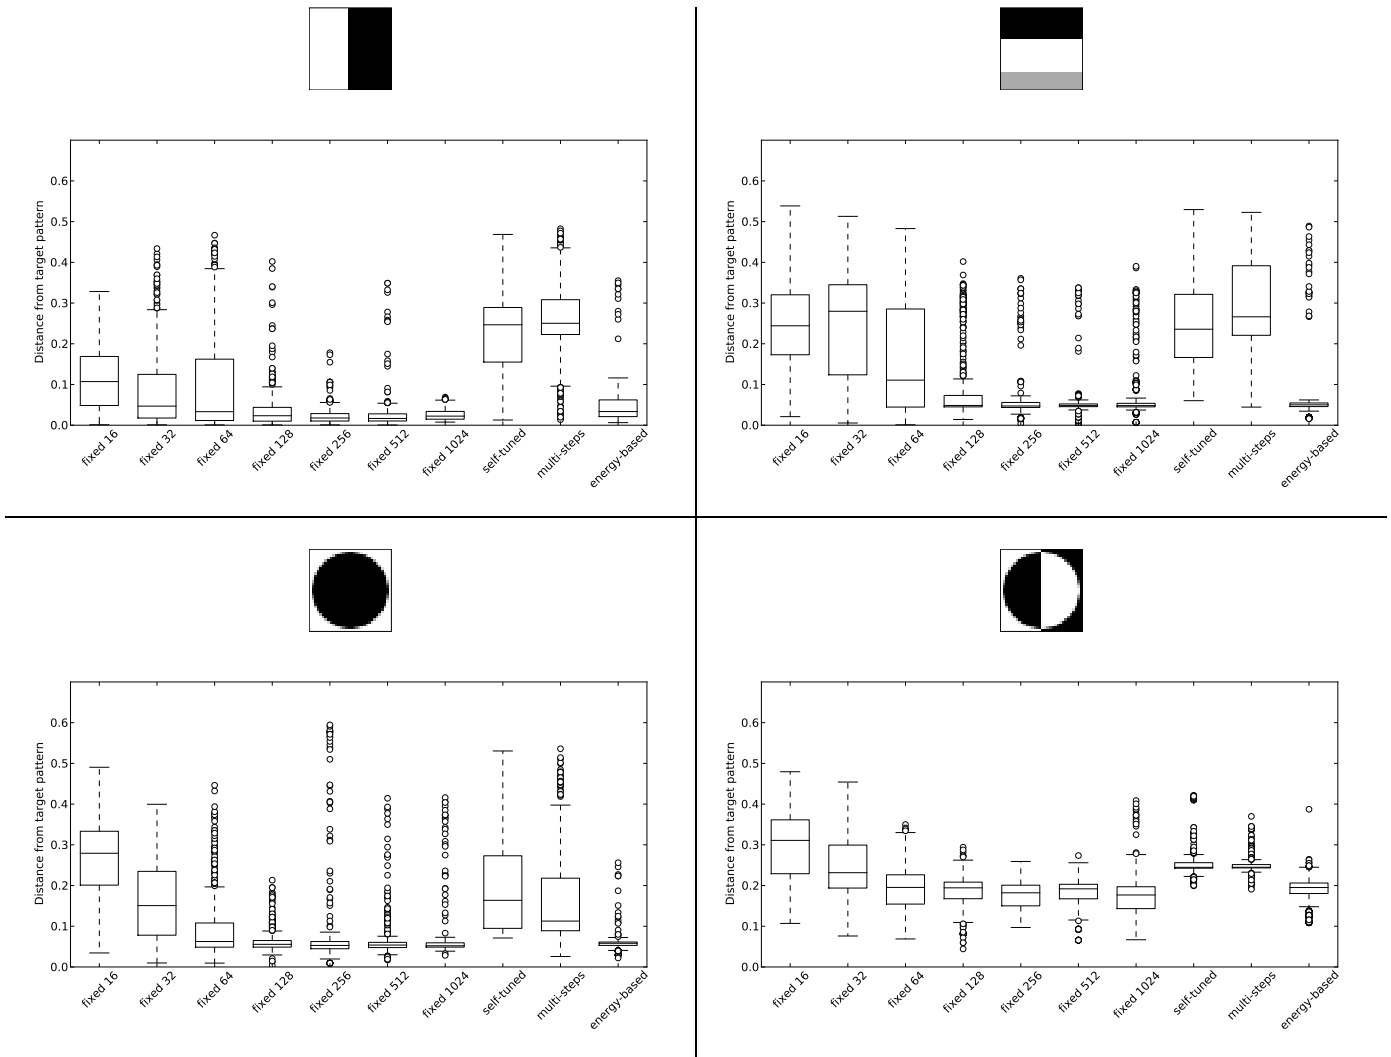 0.6
0.5
0.4
0.3
0.2
0.1
0.0
Distance from target pattern
fixed 16
fixed 32
fixed 64
fixed 128
fixed 256
fixed 512
fixed 1024
self-tuned
multi-steps
energy-based
0.6
0.5
0.4
0.3
0.2
0.1
0.0
Distance from target pattern
fixed 16
fixed 32
fixed 64
fixed 128
fixed 256
fixed 512
fixed 1024
self-tuned
multi-steps
energy-based
0.6
0.5
0.4
0.3
0.2
0.1
0.0
Distance from target pattern
fixed 16
fixed 32
fixed 64
fixed 128
fixed 256
fixed 512
fixed 1024
self-tuned
multi-steps
energy-based
0.6
0.5
0.4
0.3
0.2
0.1
0.0
Distance from target pattern
fixed 16
fixed 32
fixed 64
fixed 128
fixed 256
fixed 512
fixed 1024
self-tuned
multi-steps
energy-based